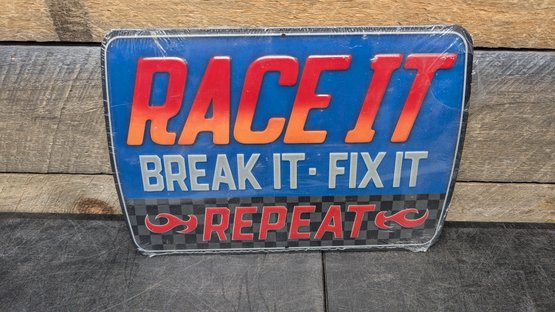 RACE IT
BREAK IT · FIX IT
REPEAT